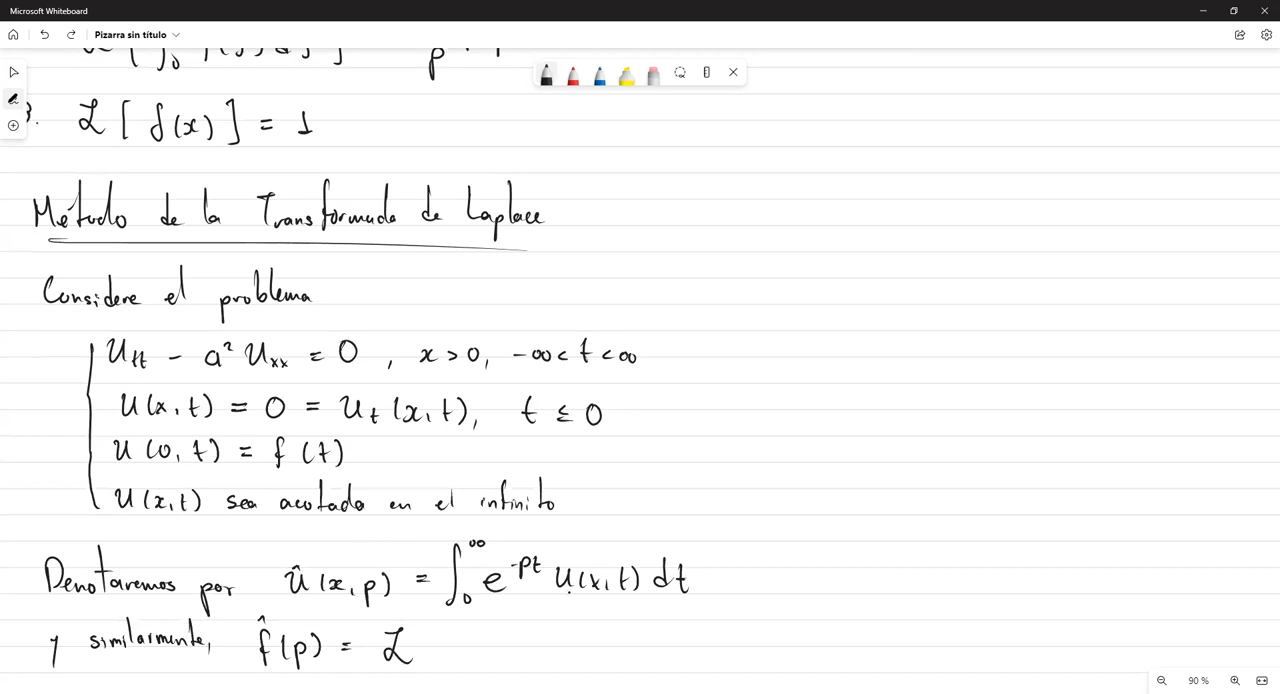 Microsoft Whiteboard
Pizarra sin título
3. ℒ[δ(x)] = 1
Método de la Transformada de Laplace
Considere el problema
u_tt - a² u_xx = 0, x > 0, -∞ < t < ∞
u(x,t) = 0 = u_t(x,t), t ≤ 0
u(0,t) = f(t)
u(x,t) sea acotada en el infinito
Denotaremos por û(x,p) = ∫₀^∞ e^{-pt} u(x,t) dt
y similarmente, f̂(p) = ℒ
90 %